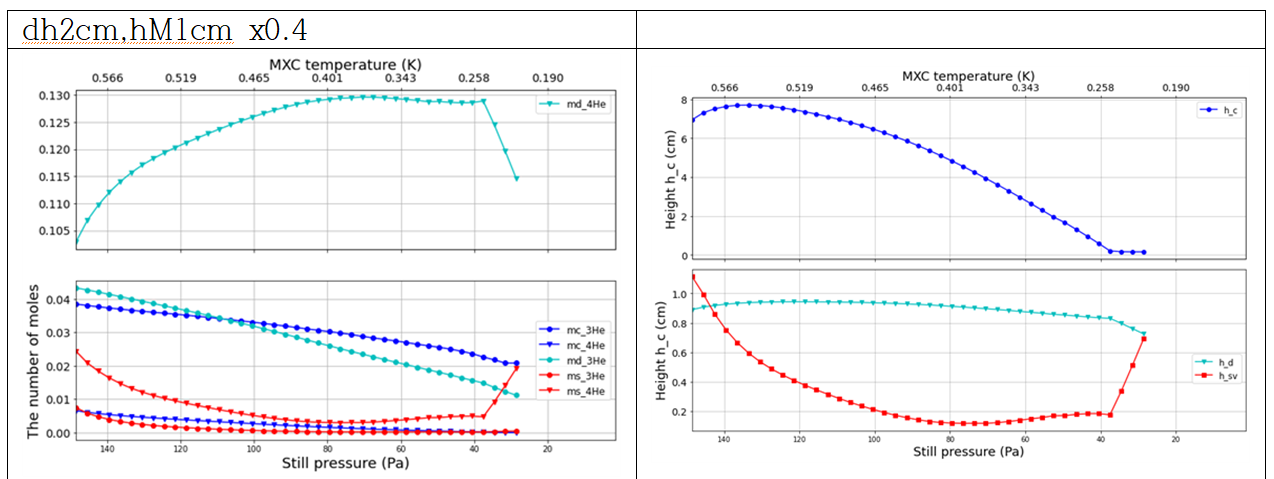 dh2cm,hM1cm x0.4
MXC temperature (K)
0.566 0.519 0.465 0.401 0.343 0.258 0.190
0.130
0.125
0.120
0.115
0.110
0.105
md_4He
The number of moles
0.04
0.03
0.02
0.01
0.00
mc_3He
mc_4He
md_3He
ms_3He
ms_4He
140 120 100 80 60 40 20
Still pressure (Pa)
MXC temperature (K)
0.566 0.519 0.465 0.401 0.343 0.258 0.190
Height h_c (cm)
8
6
4
2
0
h_c
Height h_c (cm)
1.0
0.8
0.6
0.4
0.2
h_d
h_sv
140 120 100 80 60 40 20
Still pressure (Pa)